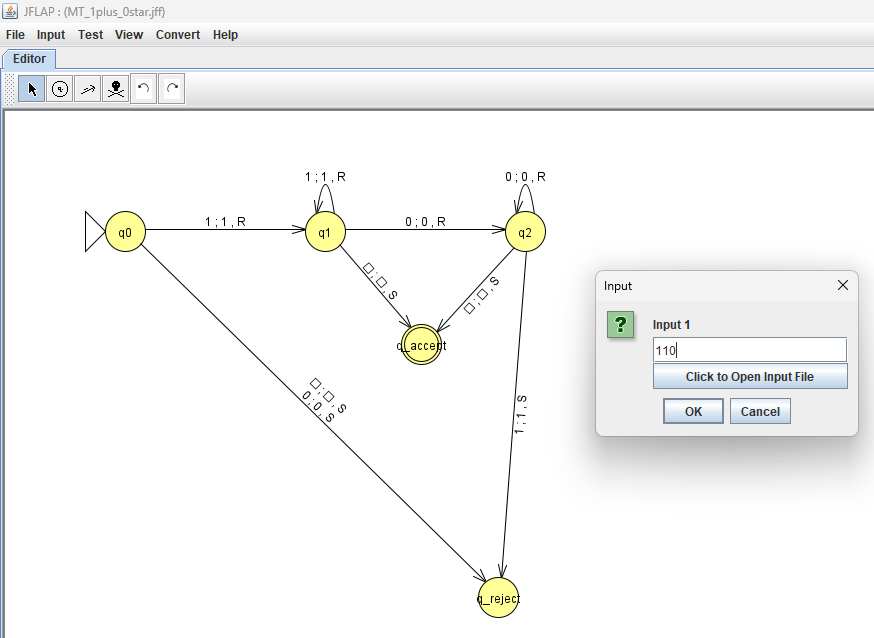 JFLAP : (MT_1plus_0star.jff)
File Input Test View Convert Help
Editor
1 ; 1 , R
0 ; 0 , R
q0
1 ; 1 , R
q1
0 ; 0 , R
q2
□ ; □ , S
□ ; □ , S
q_accept
□ ; □ , S
0 ; 0 , S
1 ; 1 , S
q_reject
Input
?
Input 1
110
Click to Open Input File
OK
Cancel